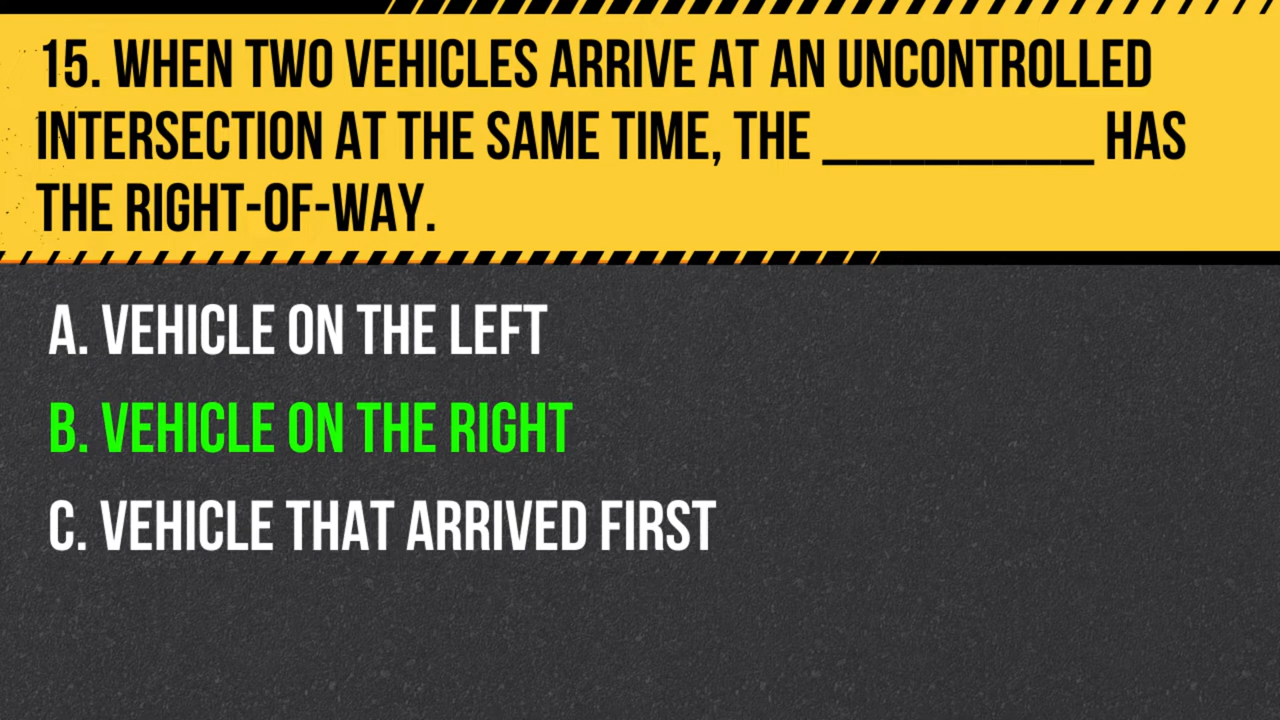 15. WHEN TWO VEHICLES ARRIVE AT AN UNCONTROLLED
INTERSECTION AT THE SAME TIME, THE __________ HAS
THE RIGHT-OF-WAY.
A. VEHICLE ON THE LEFT
B. VEHICLE ON THE RIGHT
C. VEHICLE THAT ARRIVED FIRST